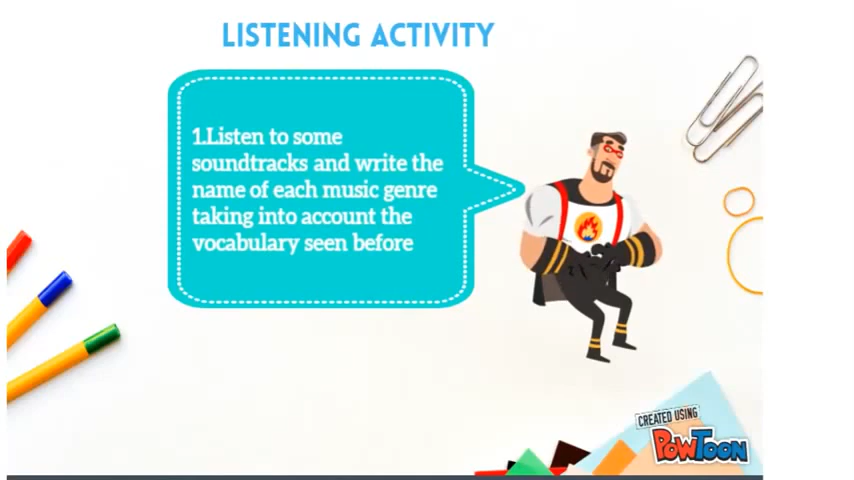 LISTENING ACTIVITY
1.Listen to some
soundtracks and write the
name of each music genre
taking into account the
vocabulary seen before
CREATED USING
POWTOON